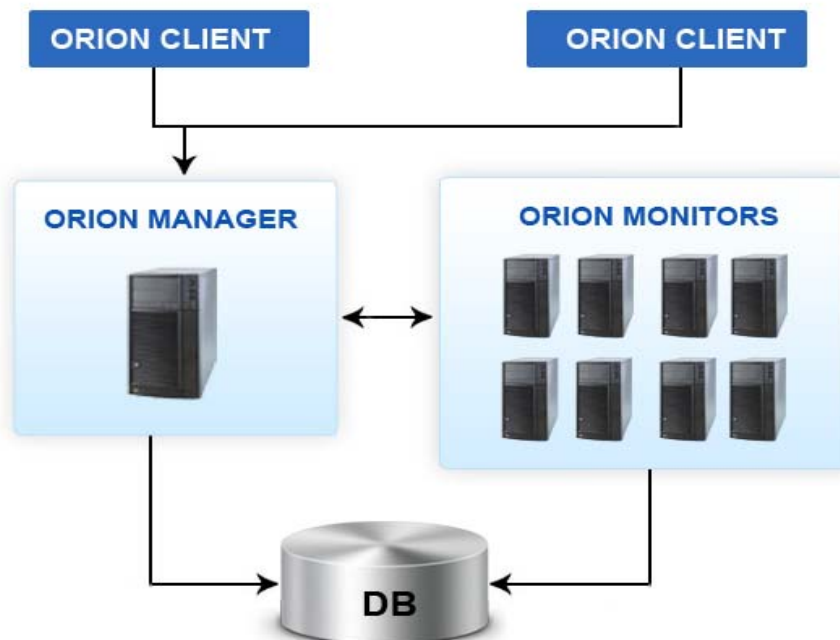 ORION CLIENT
ORION CLIENT
ORION MANAGER
ORION MONITORS
DB